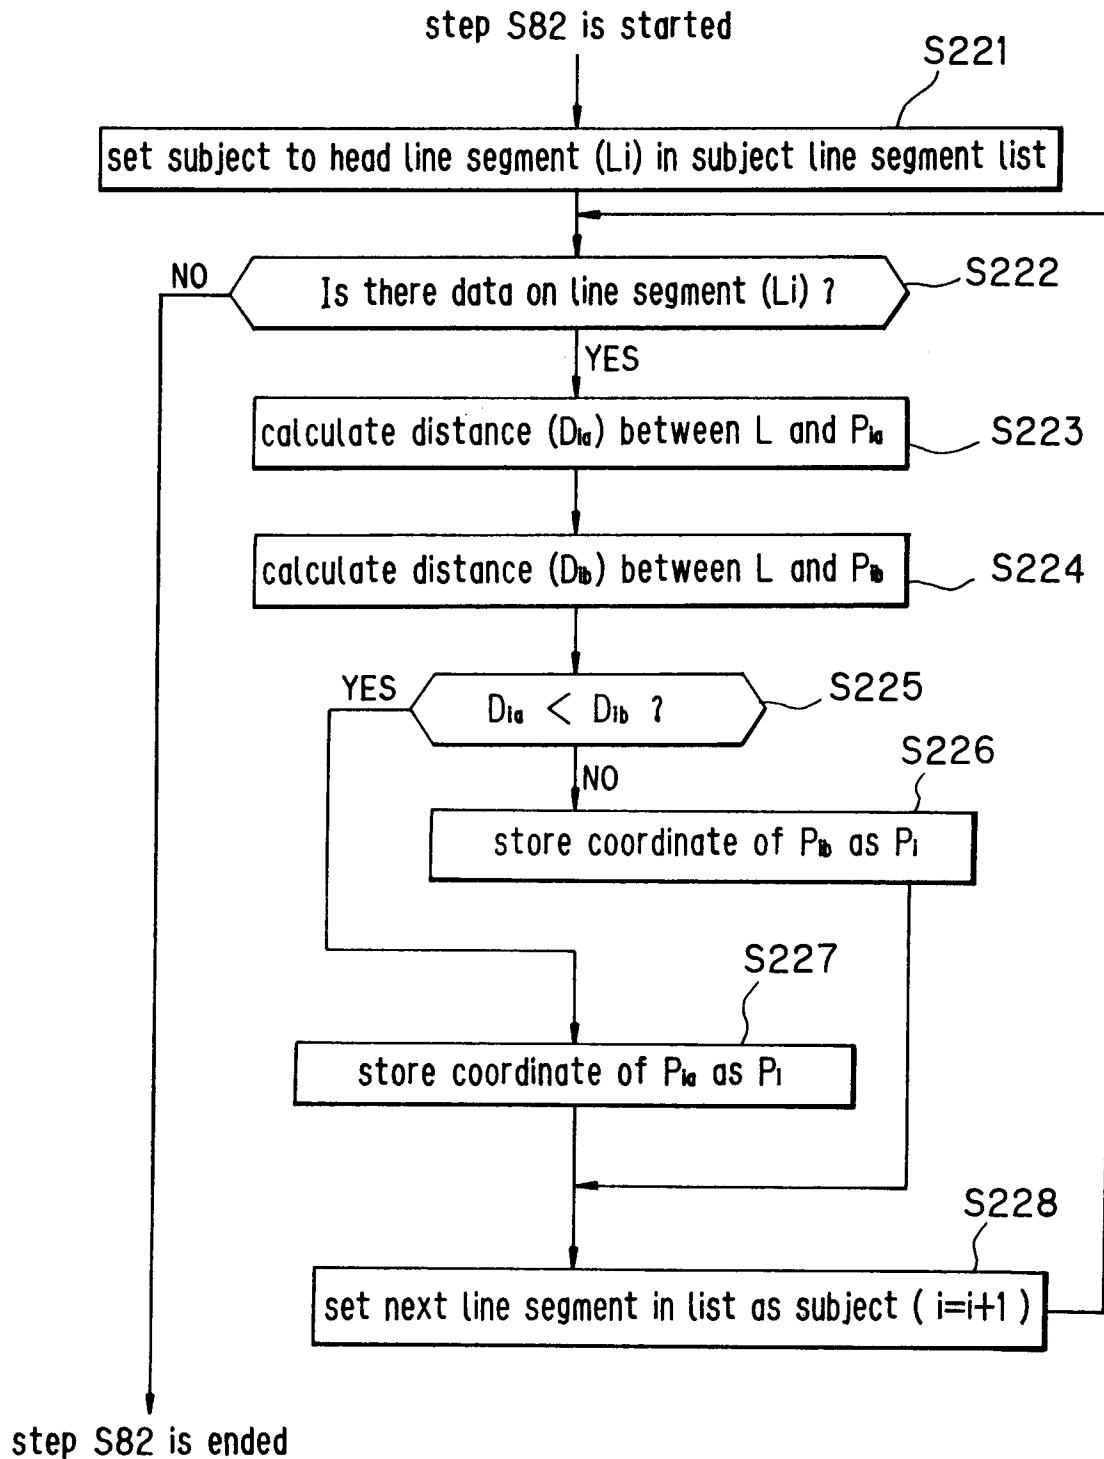 step S82 is started
S221
set subject to head line segment (Li) in subject line segment list
NO
Is there data on line segment (Li) ?
S222
YES
calculate distance (Dia) between L and Pia
S223
calculate distance (Dib) between L and Pib
S224
YES
Dia < Dib ?
S225
NO
S226
store coordinate of Pib as Pi
S227
store coordinate of Pia as Pi
S228
set next line segment in list as subject ( i=i+1 )
step S82 is ended